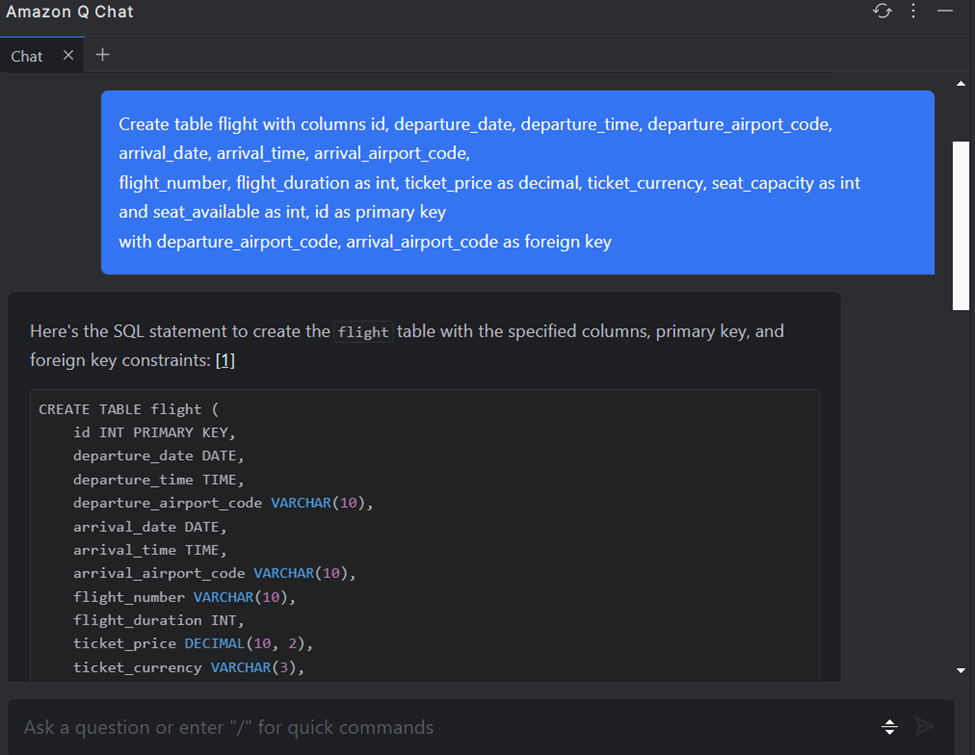 Amazon Q Chat
Chat
Create table flight with columns id, departure_date, departure_time, departure_airport_code,
arrival_date, arrival_time, arrival_airport_code,
flight_number, flight_duration as int, ticket_price as decimal, ticket_currency, seat_capacity as int
and seat_available as int, id as primary key
with departure_airport_code, arrival_airport_code as foreign key
Here's the SQL statement to create the flight table with the specified columns, primary key, and
foreign key constraints: [1]
CREATE TABLE flight (
    id INT PRIMARY KEY,
    departure_date DATE,
    departure_time TIME,
    departure_airport_code VARCHAR(10),
    arrival_date DATE,
    arrival_time TIME,
    arrival_airport_code VARCHAR(10),
    flight_number VARCHAR(10),
    flight_duration INT,
    ticket_price DECIMAL(10, 2),
    ticket_currency VARCHAR(3),
Ask a question or enter "/" for quick commands